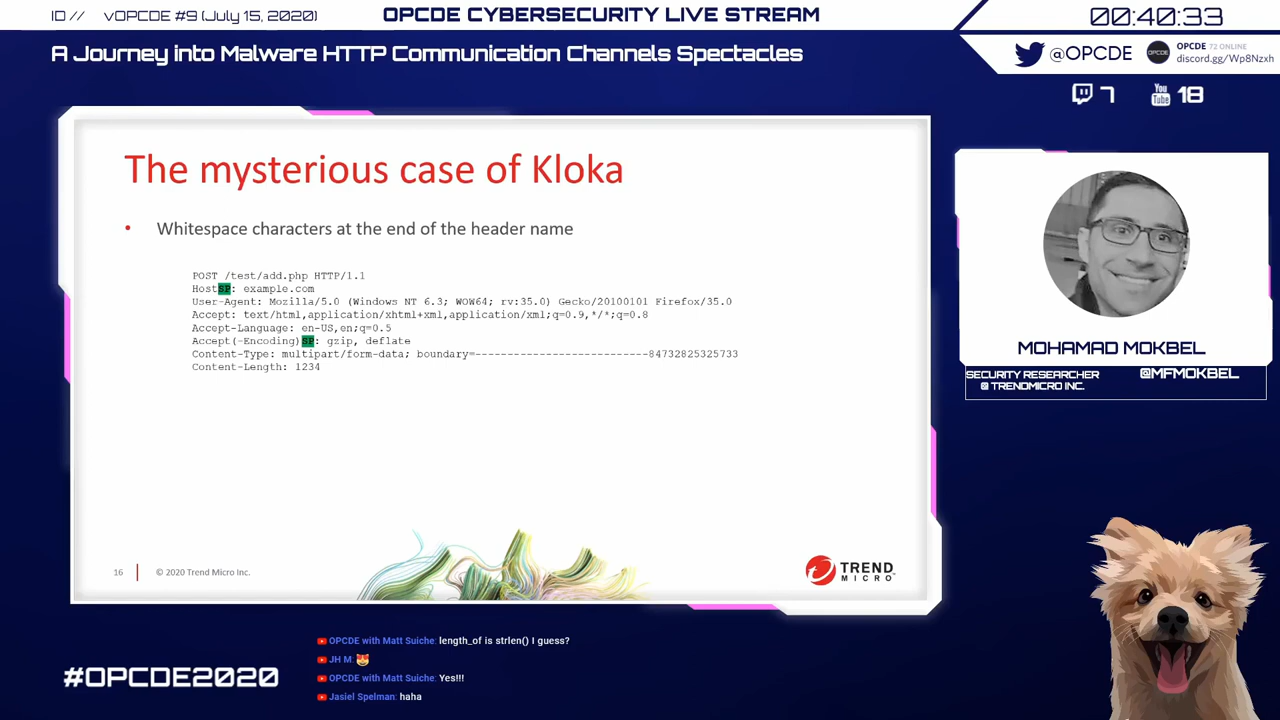 ID // vOPCDE #9 (July 15, 2020)
OPCDE CYBERSECURITY LIVE STREAM
00:40:33
A Journey into Malware HTTP Communication Channels Spectacles
@OPCDE
OPCDE
OPCDE 72 ONLINE
discord.gg/Wp8Nzxh
7
You Tube 18
The mysterious case of Kloka
• Whitespace characters at the end of the header name
POST /test/add.php HTTP/1.1
HostSP: example.com
User-Agent: Mozilla/5.0 (Windows NT 6.3; WOW64; rv:35.0) Gecko/20100101 Firefox/35.0
Accept: text/html,application/xhtml+xml,application/xml;q=0.9,*/*;q=0.8
Accept-Language: en-US,en;q=0.5
Accept(-Encoding)SP: gzip, deflate
Content-Type: multipart/form-data; boundary=---------------------------84732825325733
Content-Length: 1234
MOHAMAD MOKBEL
SECURITY RESEARCHER
@ TRENDMICRO INC.
@MFMOKBEL
16 © 2020 Trend Micro Inc.
TREND
MICRO
OPCDE with Matt Suiche: length_of is strlen() I guess?
JH M: 😻
OPCDE with Matt Suiche: Yes!!!
Jasiel Spelman: haha
#OPCDE2020